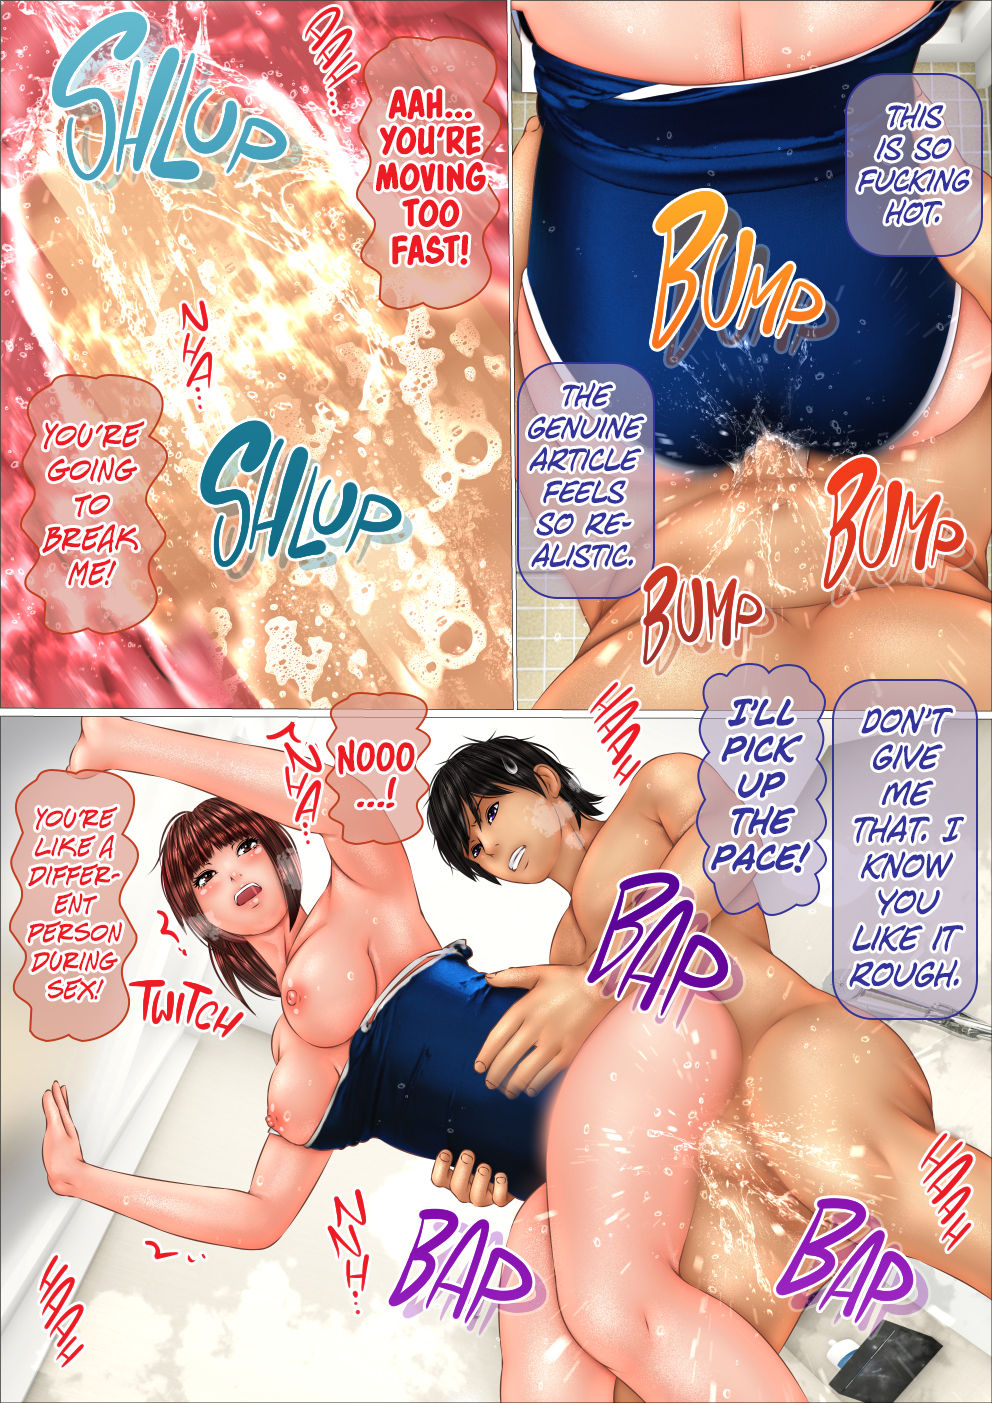 THIS
IS SO
FUCKING
HOT.
BUMP
THE
GENUINE
ARTICLE
FEELS
SO RE-
ALISTIC.
BUMP
BUMP
AAH...
AAH...
YOU'RE
MOVING
TOO
FAST!
SHLUP
NHA...
YOU'RE
GOING
TO
BREAK
ME!
SHLUP
DON'T
GIVE
ME
THAT. I
KNOW
YOU
LIKE IT
ROUGH.
I'LL
PICK
UP
THE
PACE!
HAAH
NOOO
...!
NHA...
YOU'RE
LIKE A
DIFFER-
ENT
PERSON
DURING
SEX!
TWITCH
BAP
HAAH
NNH...
BAP
BAP
HAAH